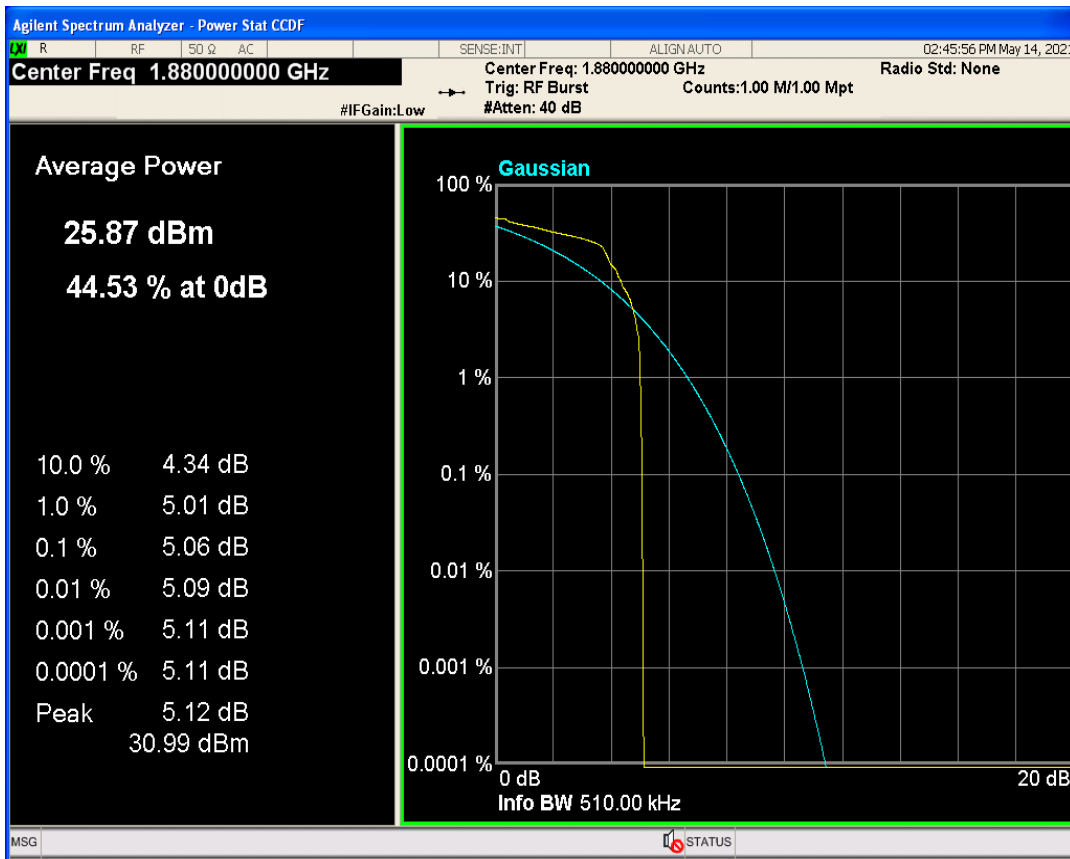 Agilent Spectrum Analyzer - Power Stat CCDF
LXI R RF 50 Ω AC SENSE:INT ALIGN AUTO 02:45:56 PM May 14, 2021
Center Freq 1.880000000 GHz
Center Freq: 1.880000000 GHz Radio Std: None
Trig: RF Burst Counts:1.00 M/1.00 Mpt
#IFGain:Low #Atten: 40 dB
Average Power
25.87 dBm
44.53 % at 0dB
10.0 % 4.34 dB
1.0 % 5.01 dB
0.1 % 5.06 dB
0.01 % 5.09 dB
0.001 % 5.11 dB
0.0001 % 5.11 dB
Peak 5.12 dB
30.99 dBm
Gaussian
100 %
10 %
1 %
0.1 %
0.01 %
0.001 %
0.0001 %
0 dB 20 dB
Info BW 510.00 kHz
MSG STATUS